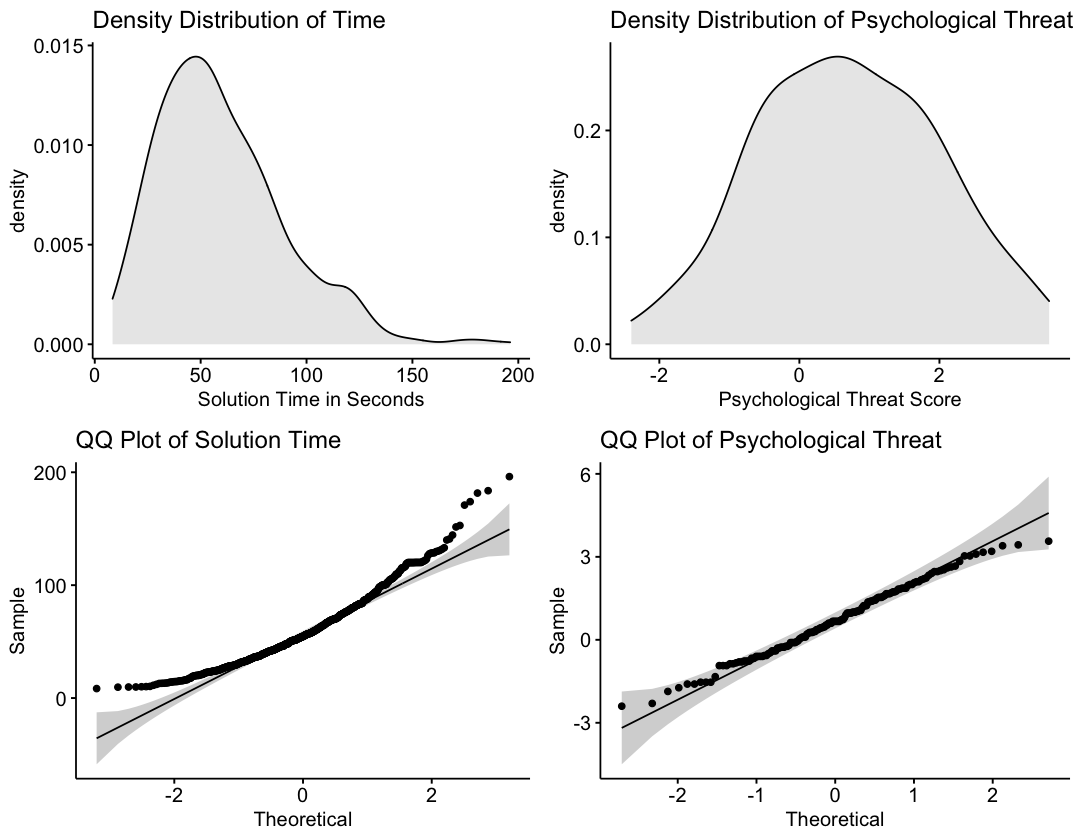 Density Distribution of Time
0.015
0.010
0.005
0.000
density
0 50 100 150 200
Solution Time in Seconds
Density Distribution of Psychological Threat
0.2
0.1
0.0
density
-2 0 2
Psychological Threat Score
QQ Plot of Solution Time
200
100
0
Sample
-2 0 2
Theoretical
QQ Plot of Psychological Threat
6
3
0
-3
Sample
-2 -1 0 1 2
Theoretical